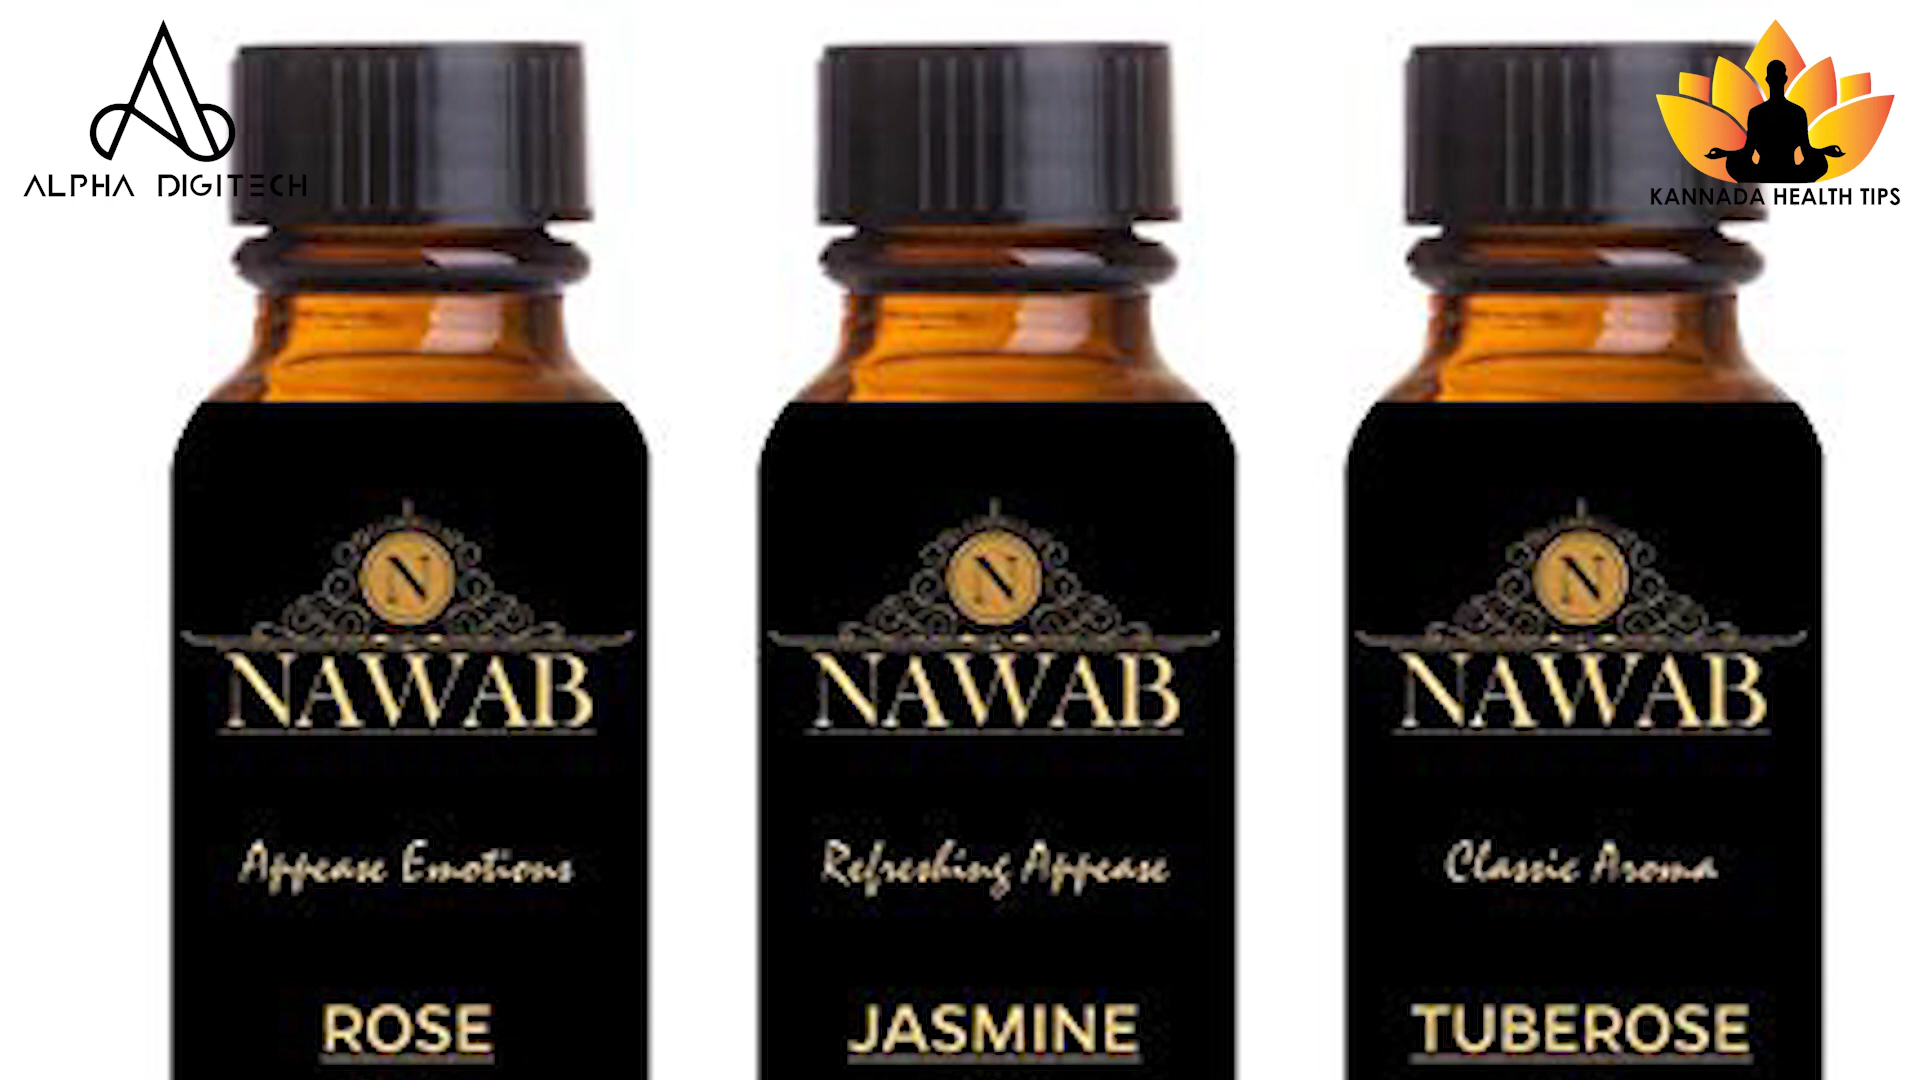 ALPHA DIGITECH
KANNADA HEALTH TIPS
N
NAWAB
Appease Emotions
ROSE
N
NAWAB
Refreshing Appease
JASMINE
N
NAWAB
Classic Aroma
TUBEROSE